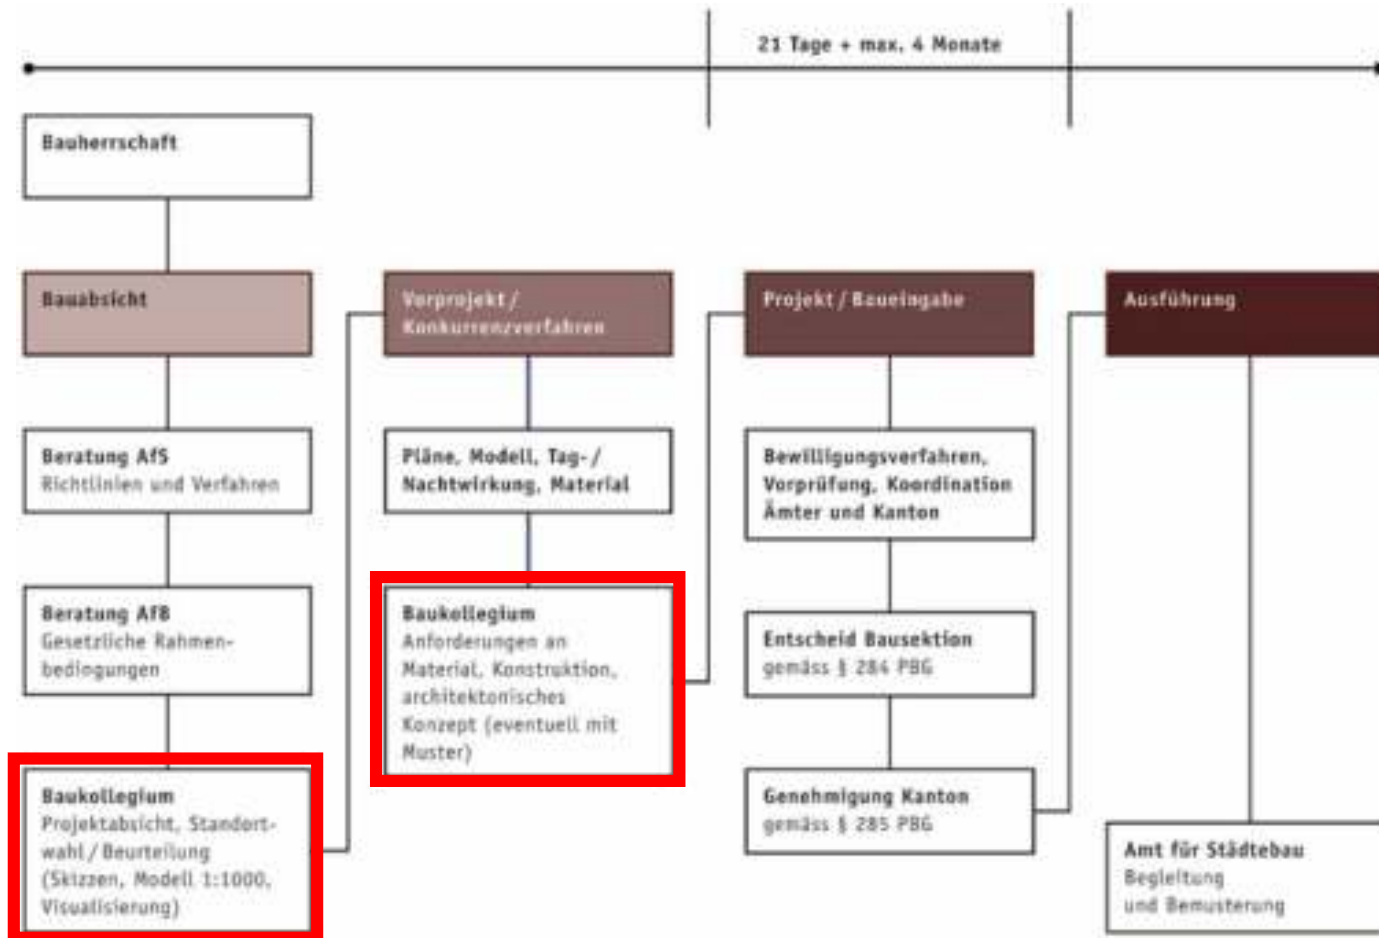 21 Tage + max. 4 Monate
Bauherrschaft
Bauabsicht
Beratung AfS
Richtlinien und Verfahren
Beratung AfB
Gesetzliche Rahmen-
bedingungen
Baukollegium
Projektabsicht, Standort-
wahl / Beurteilung
(Skizzen, Modell 1:1000,
Visualisierung)
Vorprojekt /
Konkurrenzverfahren
Pläne, Modell, Tag- /
Nachtwirkung, Material
Baukollegium
Anforderungen an
Material, Konstruktion,
architektonisches
Konzept (eventuell mit
Muster)
Projekt / Baueingabe
Bewilligungsverfahren,
Vorprüfung, Koordination
Ämter und Kanton
Entscheid Bausektion
gemäss § 284 PBG
Genehmigung Kanton
gemäss § 285 PBG
Ausführung
Amt für Städtebau
Begleitung
und Bemusterung